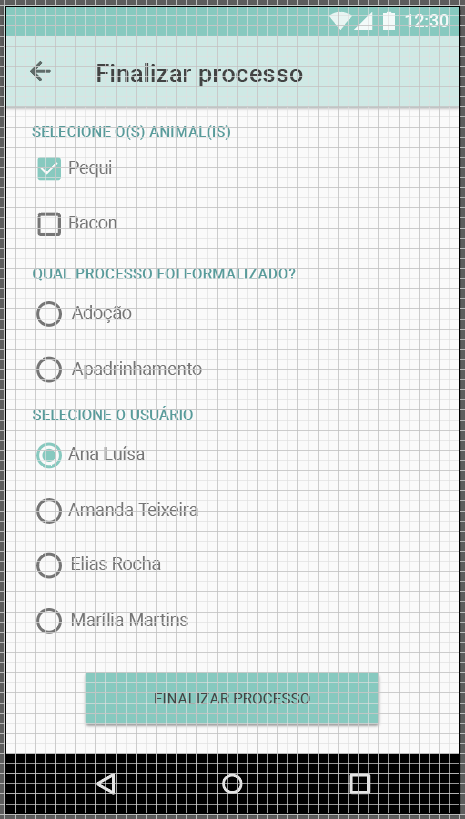 12:30
Finalizar processo
SELECIONE O(S) ANIMAL(IS)
Pequi
Bacon
QUAL PROCESSO FOI FORMALIZADO?
Adoção
Apadrinhamento
SELECIONE O USUÁRIO
Ana Luísa
Amanda Teixeira
Elias Rocha
Marília Martins
FINALIZAR PROCESSO